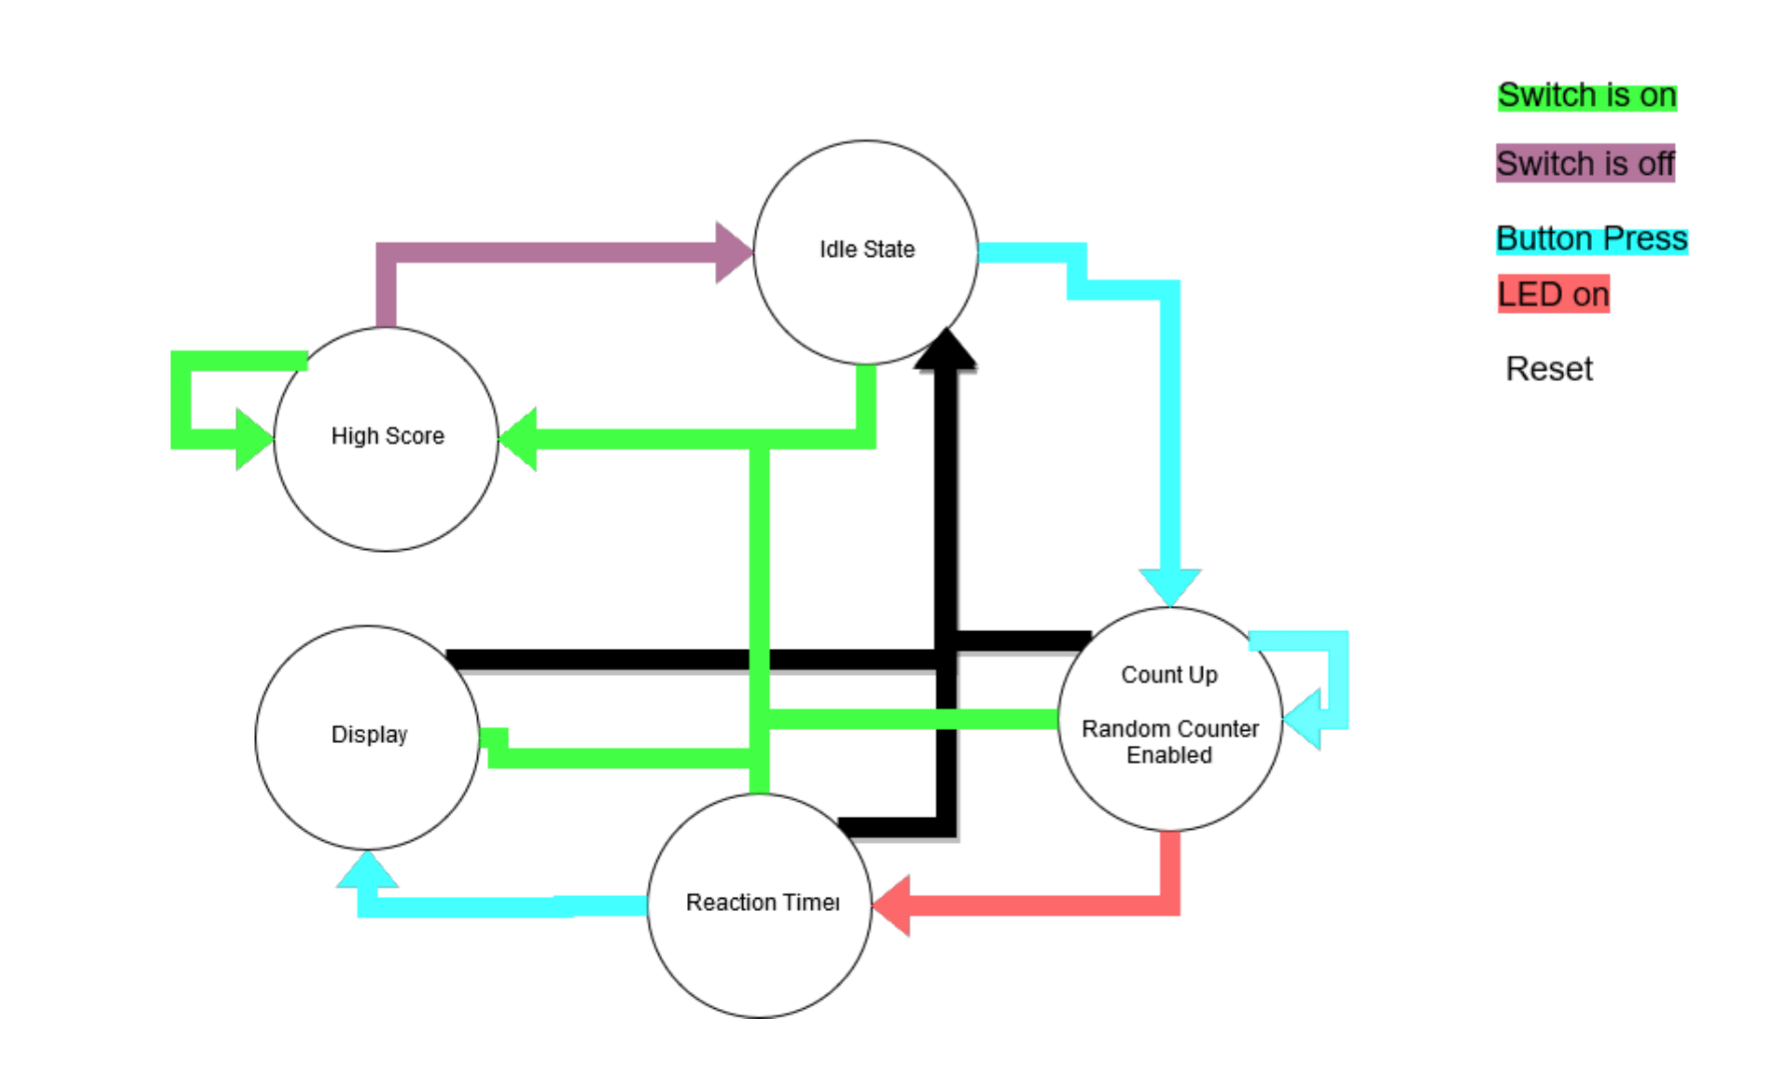 Switch is on
Switch is off
Button Press
LED on
Reset
Idle State
High Score
Count Up
Random Counter
Enabled
Display
Reaction Timer